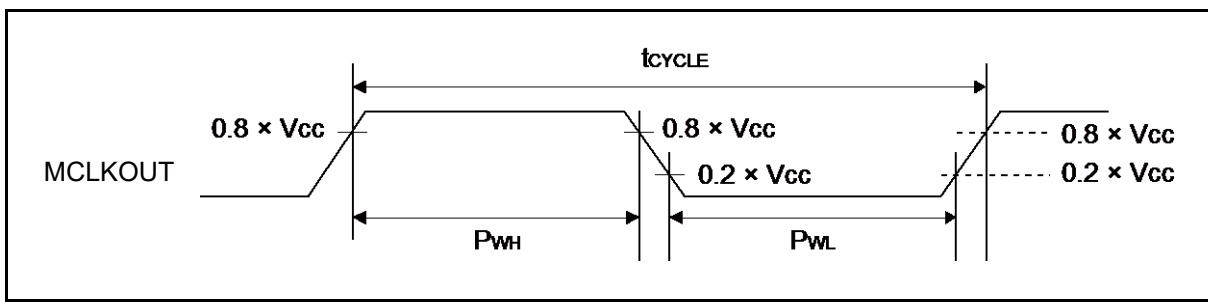 tCYCLE
0.8 × Vcc
0.8 × Vcc
0.8 × Vcc
MCLKOUT
0.2 × Vcc
0.2 × Vcc
PWH
PWL